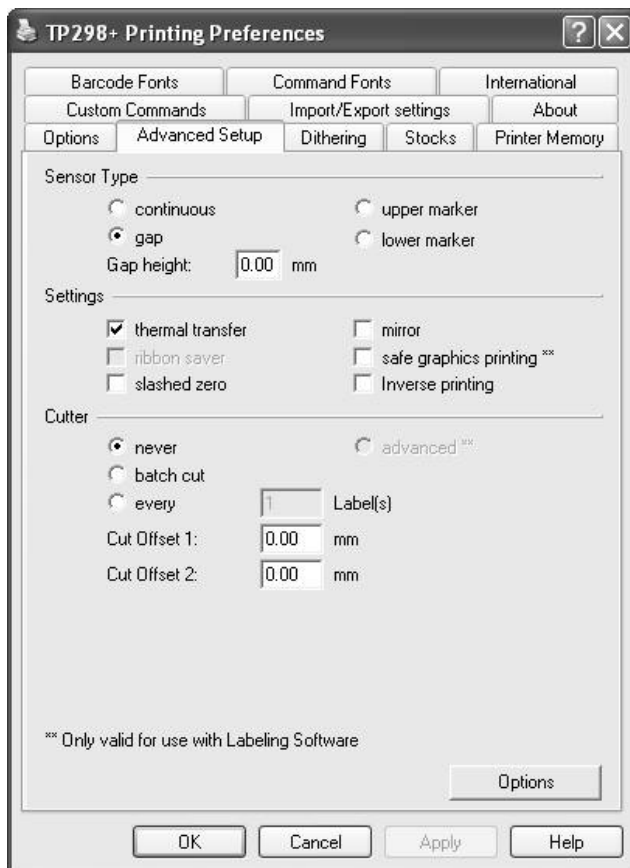 TP298+ Printing Preferences
Barcode Fonts Command Fonts International
Custom Commands Import/Export settings About
Options Advanced Setup Dithering Stocks Printer Memory
Sensor Type
continuous upper marker
gap lower marker
Gap height: 0.00 mm
Settings
thermal transfer mirror
ribbon saver safe graphics printing **
slashed zero Inverse printing
Cutter
never advanced **
batch cut
every 1 Label(s)
Cut Offset 1: 0.00 mm
Cut Offset 2: 0.00 mm
** Only valid for use with Labeling Software
Options
OK Cancel Apply Help